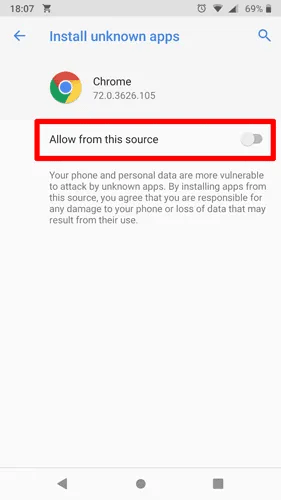 18:07
69%
Install unknown apps
Chrome
72.0.3626.105
Allow from this source
Your phone and personal data are more vulnerable
to attack by unknown apps. By installing apps from
this source, you agree that you are responsible for
any damage to your phone or loss of data that may
result from their use.